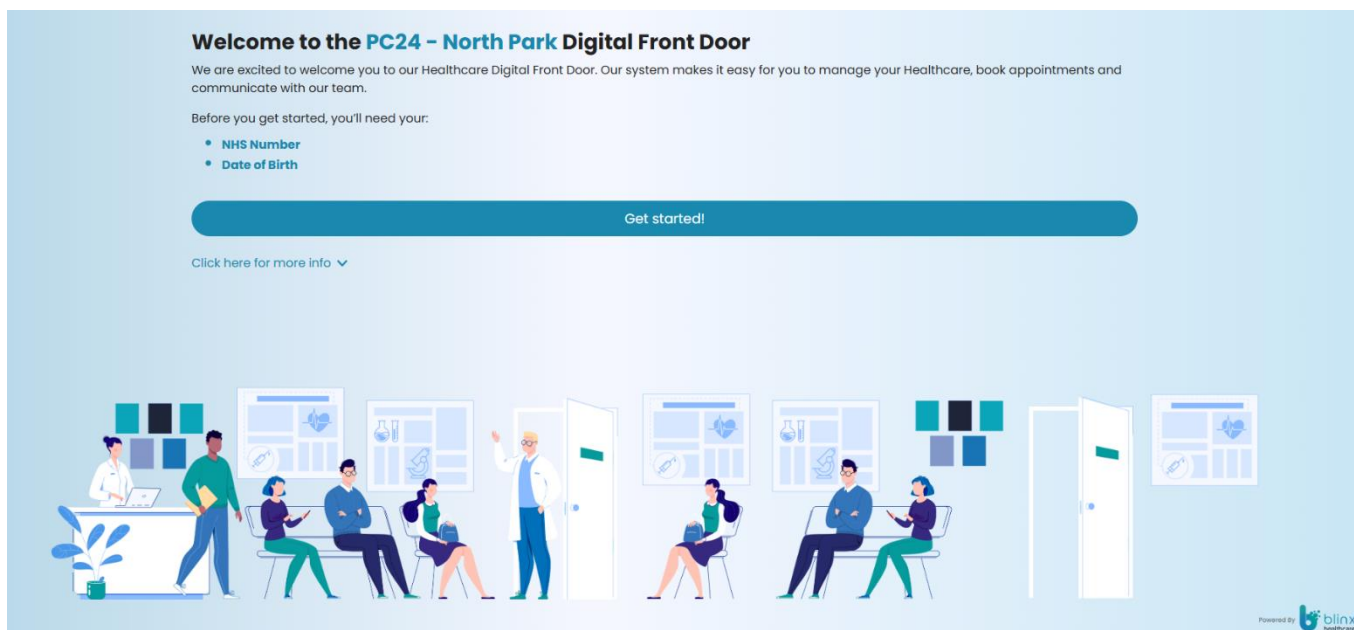 Welcome to the PC24 - North Park Digital Front Door
We are excited to welcome you to our Healthcare Digital Front Door. Our system makes it easy for you to manage your Healthcare, book appointments and
communicate with our team.
Before you get started, you'll need your:
• NHS Number
• Date of Birth
Get started!
Click here for more info
Powered By blinx
healthcare